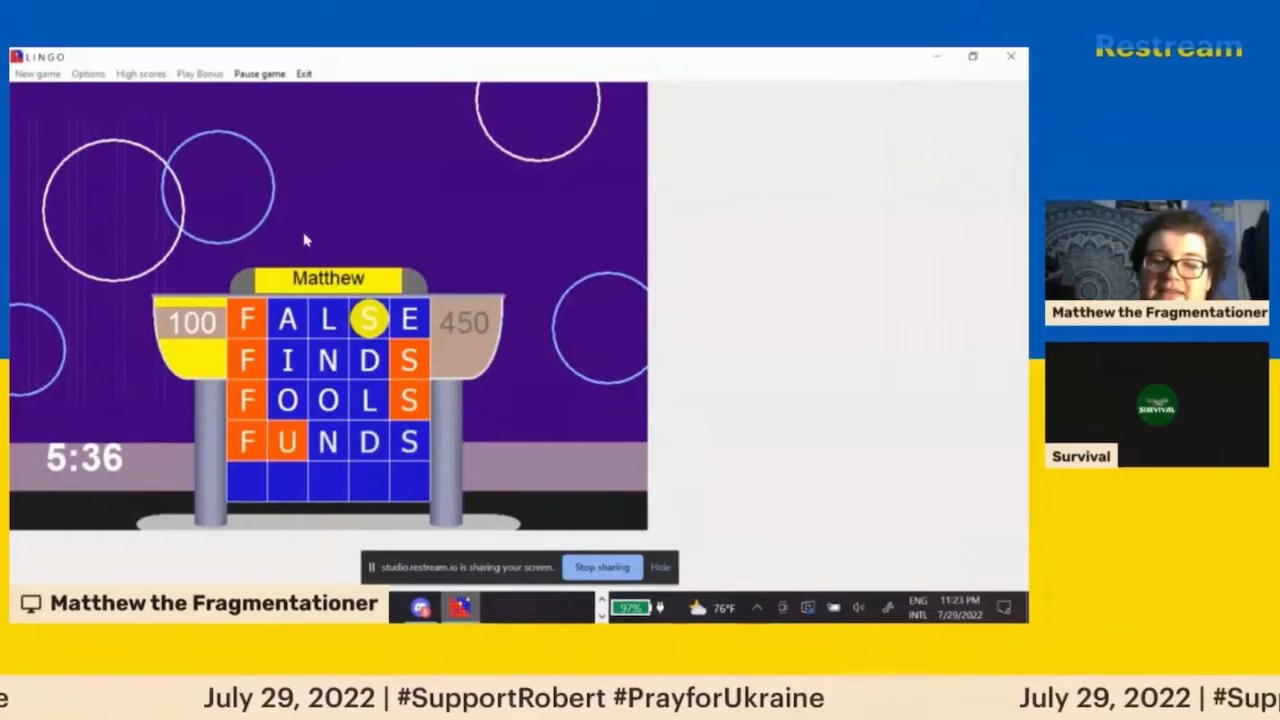 Restream
LINGO
New game Options High scores Play Bonus Pause game Exit
Matthew
100 F A L S E 450
F I N D S
F O O L S
F U N D S
5:36
Matthew the Fragmentationer
SURVIVAL
Survival
studio.restream.io is sharing your screen. Stop sharing Hide
Matthew the Fragmentationer
97% 76°F ENG 11:23 PM
INTL 7/29/2022
e July 29, 2022 | #SupportRobert #PrayforUkraine July 29, 2022 | #Sup